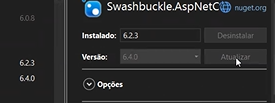 Swashbuckle.AspNetC nuget.org
6.0.8
Instalado: 6.2.3 Desinstalar
6.2.3
Versão: 6.4.0 Atualizar
6.4.0
Opções